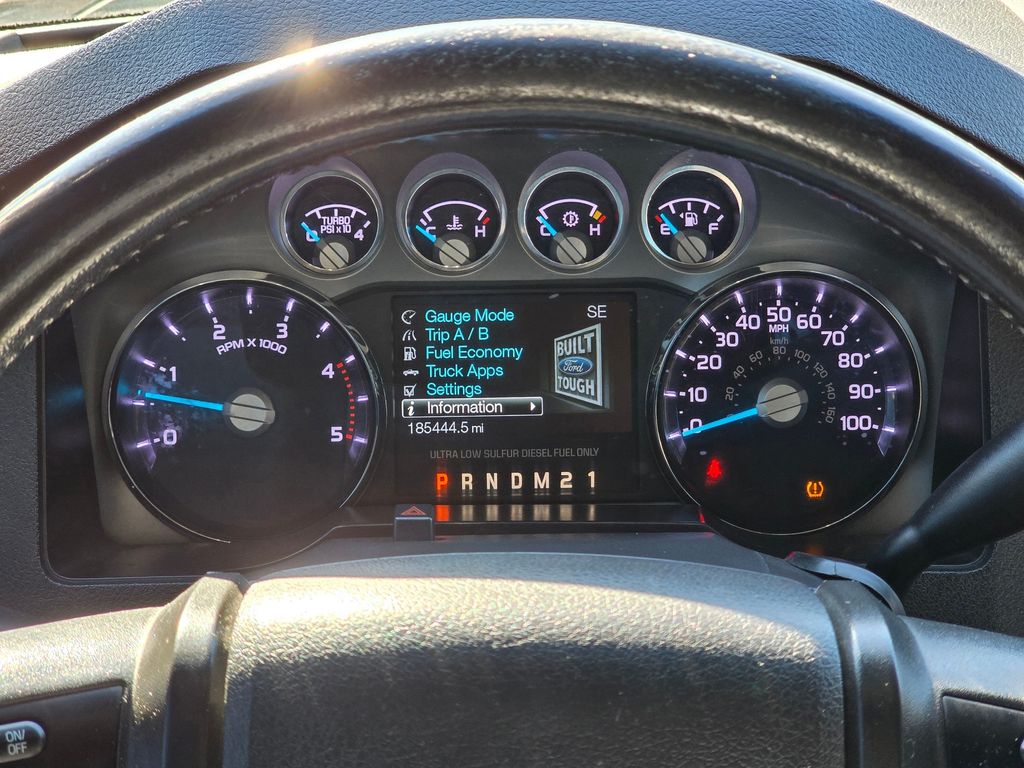 TURBO
PSI x 10
0 4
C H
C H
E F
0 1 2 3 4 5
RPM X 1000
Gauge Mode
Trip A / B
Fuel Economy
Truck Apps
Settings
Information
SE
BUILT
Ford
TOUGH
185444.5 mi
ULTRA LOW SULFUR DIESEL FUEL ONLY
P R N D M 2 1
0 10 20 30 40 50 60 70 80 90 100
MPH
km/h
20 40 60 80 100 120 140 160
ON/
OFF